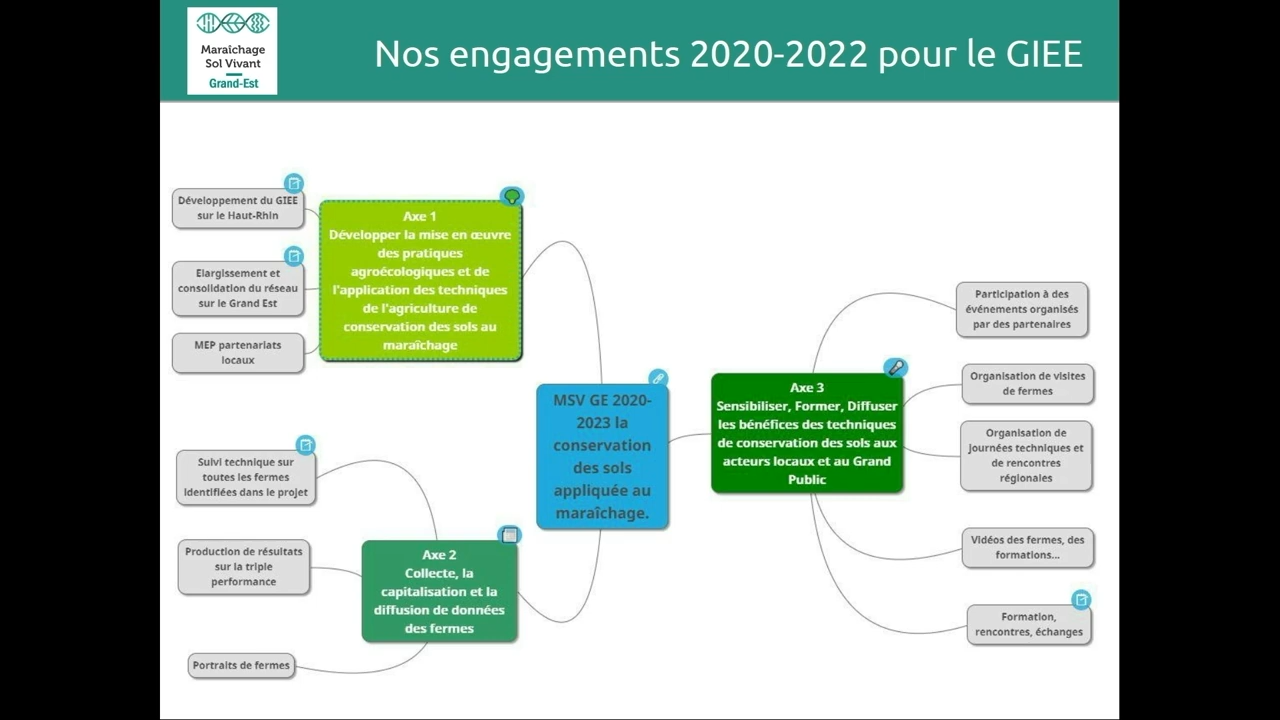 Maraîchage
Sol Vivant
Grand-Est
Nos engagements 2020-2022 pour le GIEE
Développement du GIEE
sur le Haut-Rhin
Elargissement et
consolidation du réseau
sur le Grand Est
MEP partenariats
locaux
Axe 1
Développer la mise en œuvre
des pratiques
agroécologiques et de
l'application des techniques
de l'agriculture de
conservation des sols au
maraîchage
Suivi technique sur
toutes les fermes
identifiées dans le projet
Production de résultats
sur la triple
performance
Portraits de fermes
Axe 2
Collecte, la
capitalisation et la
diffusion de données
des fermes
MSV GE 2020-
2023 la
conservation
des sols
appliquée au
maraîchage.
Axe 3
Sensibiliser, Former, Diffuser
les bénéfices des techniques
de conservation des sols aux
acteurs locaux et au Grand
Public
Participation à des
événements organisés
par des partenaires
Organisation de visites
de fermes
Organisation de
journées techniques et
de rencontres
régionales
Vidéos des fermes, des
formations...
Formation,
rencontres, échanges